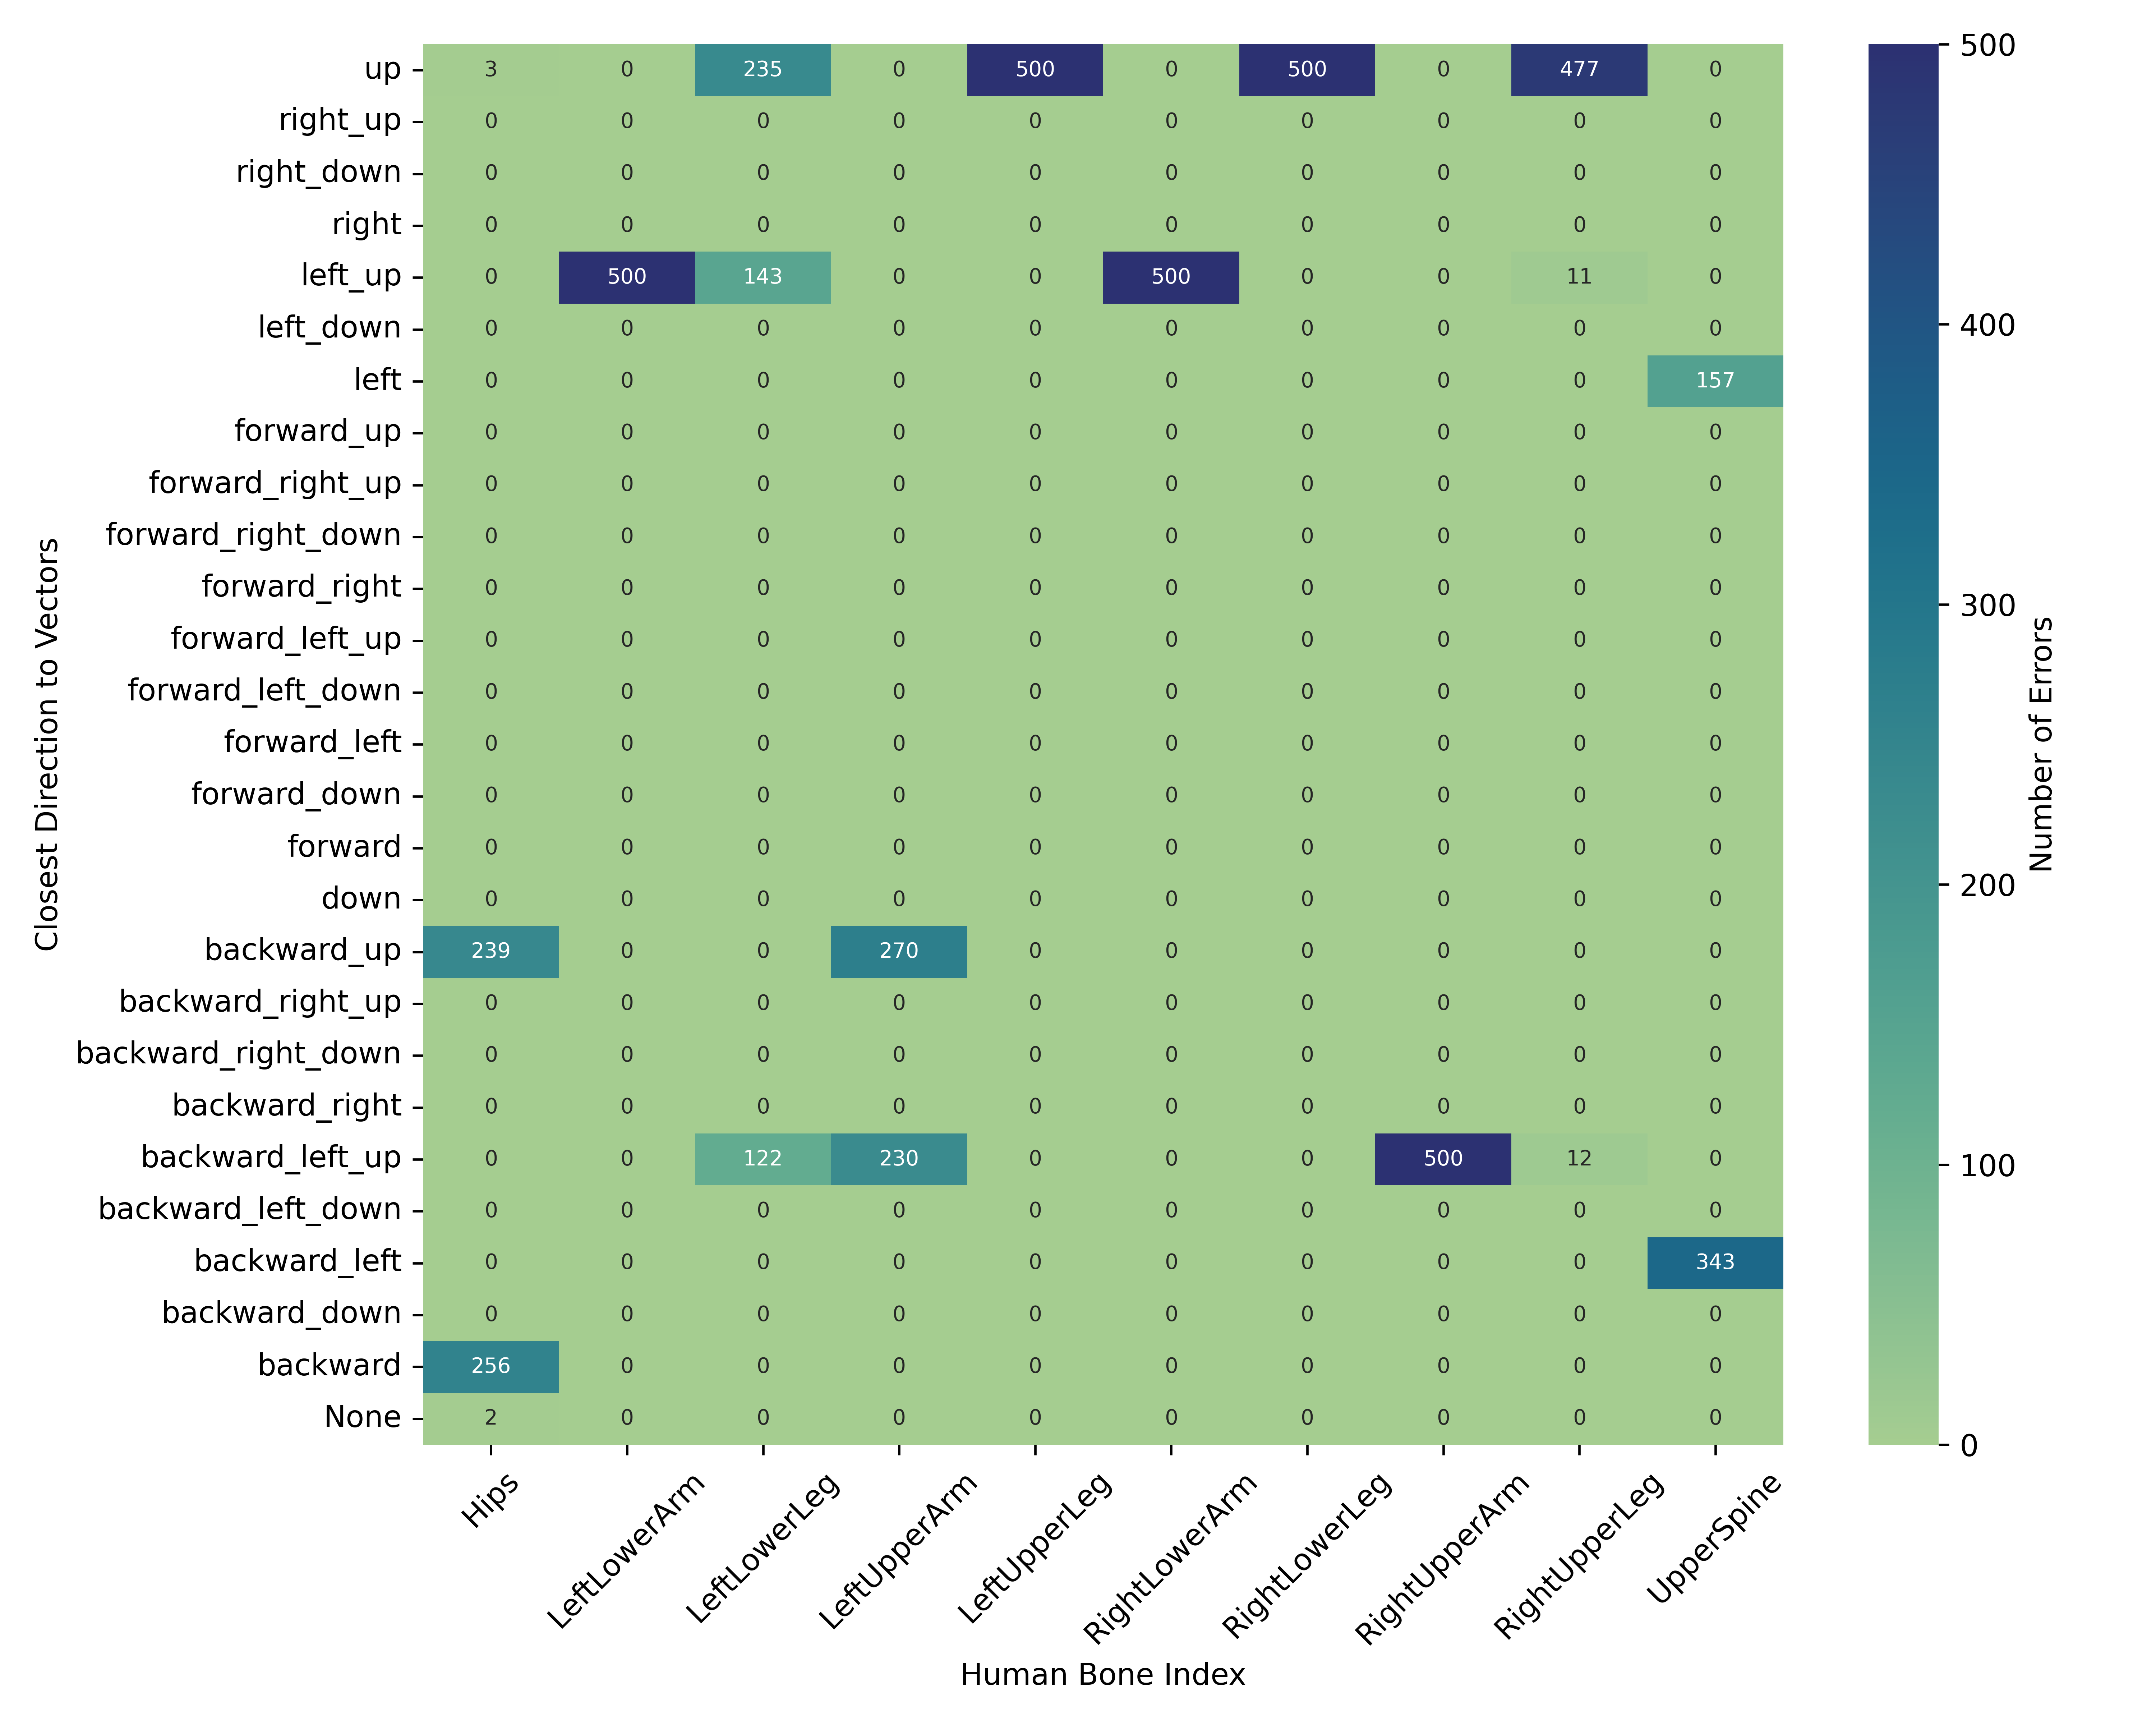 up 3 0 235 0 500 0 500 0 477 0
right_up 0 0 0 0 0 0 0 0 0 0
right_down 0 0 0 0 0 0 0 0 0 0
right 0 0 0 0 0 0 0 0 0 0
left_up 0 500 143 0 0 500 0 0 11 0
left_down 0 0 0 0 0 0 0 0 0 0
left 0 0 0 0 0 0 0 0 0 157
forward_up 0 0 0 0 0 0 0 0 0 0
forward_right_up 0 0 0 0 0 0 0 0 0 0
forward_right_down 0 0 0 0 0 0 0 0 0 0
forward_right 0 0 0 0 0 0 0 0 0 0
forward_left_up 0 0 0 0 0 0 0 0 0 0
forward_left_down 0 0 0 0 0 0 0 0 0 0
forward_left 0 0 0 0 0 0 0 0 0 0
forward_down 0 0 0 0 0 0 0 0 0 0
forward 0 0 0 0 0 0 0 0 0 0
down 0 0 0 0 0 0 0 0 0 0
backward_up 239 0 0 270 0 0 0 0 0 0
backward_right_up 0 0 0 0 0 0 0 0 0 0
backward_right_down 0 0 0 0 0 0 0 0 0 0
backward_right 0 0 0 0 0 0 0 0 0 0
backward_left_up 0 0 122 230 0 0 0 500 12 0
backward_left_down 0 0 0 0 0 0 0 0 0 0
backward_left 0 0 0 0 0 0 0 0 0 343
backward_down 0 0 0 0 0 0 0 0 0 0
backward 256 0 0 0 0 0 0 0 0 0
None 2 0 0 0 0 0 0 0 0 0
Closest Direction to Vectors
Hips
LeftLowerArm
LeftLowerLeg
LeftUpperArm
LeftUpperLeg
RightLowerArm
RightLowerLeg
RightUpperArm
RightUpperLeg
UpperSpine
Human Bone Index
500
400
300
200
100
0
Number of Errors